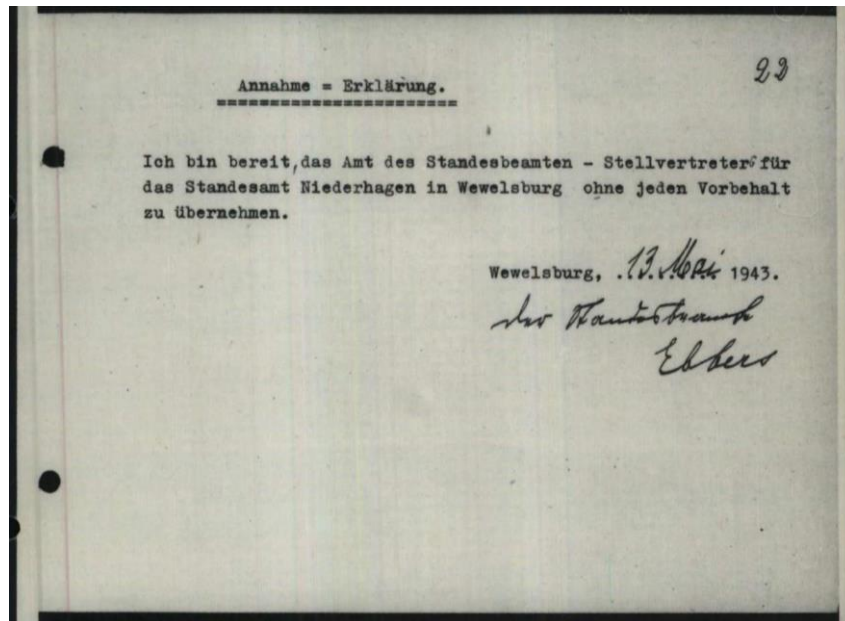 22
Annahme = Erklärung.
=======================
Ich bin bereit, das Amt des Standesbeamten - Stellvertreters für
das Standesamt Niederhagen in Wewelsburg ohne jeden Vorbehalt
zu übernehmen.
Wewelsburg, .13. Mai 1943.
der Standesbeamte
Ebbers